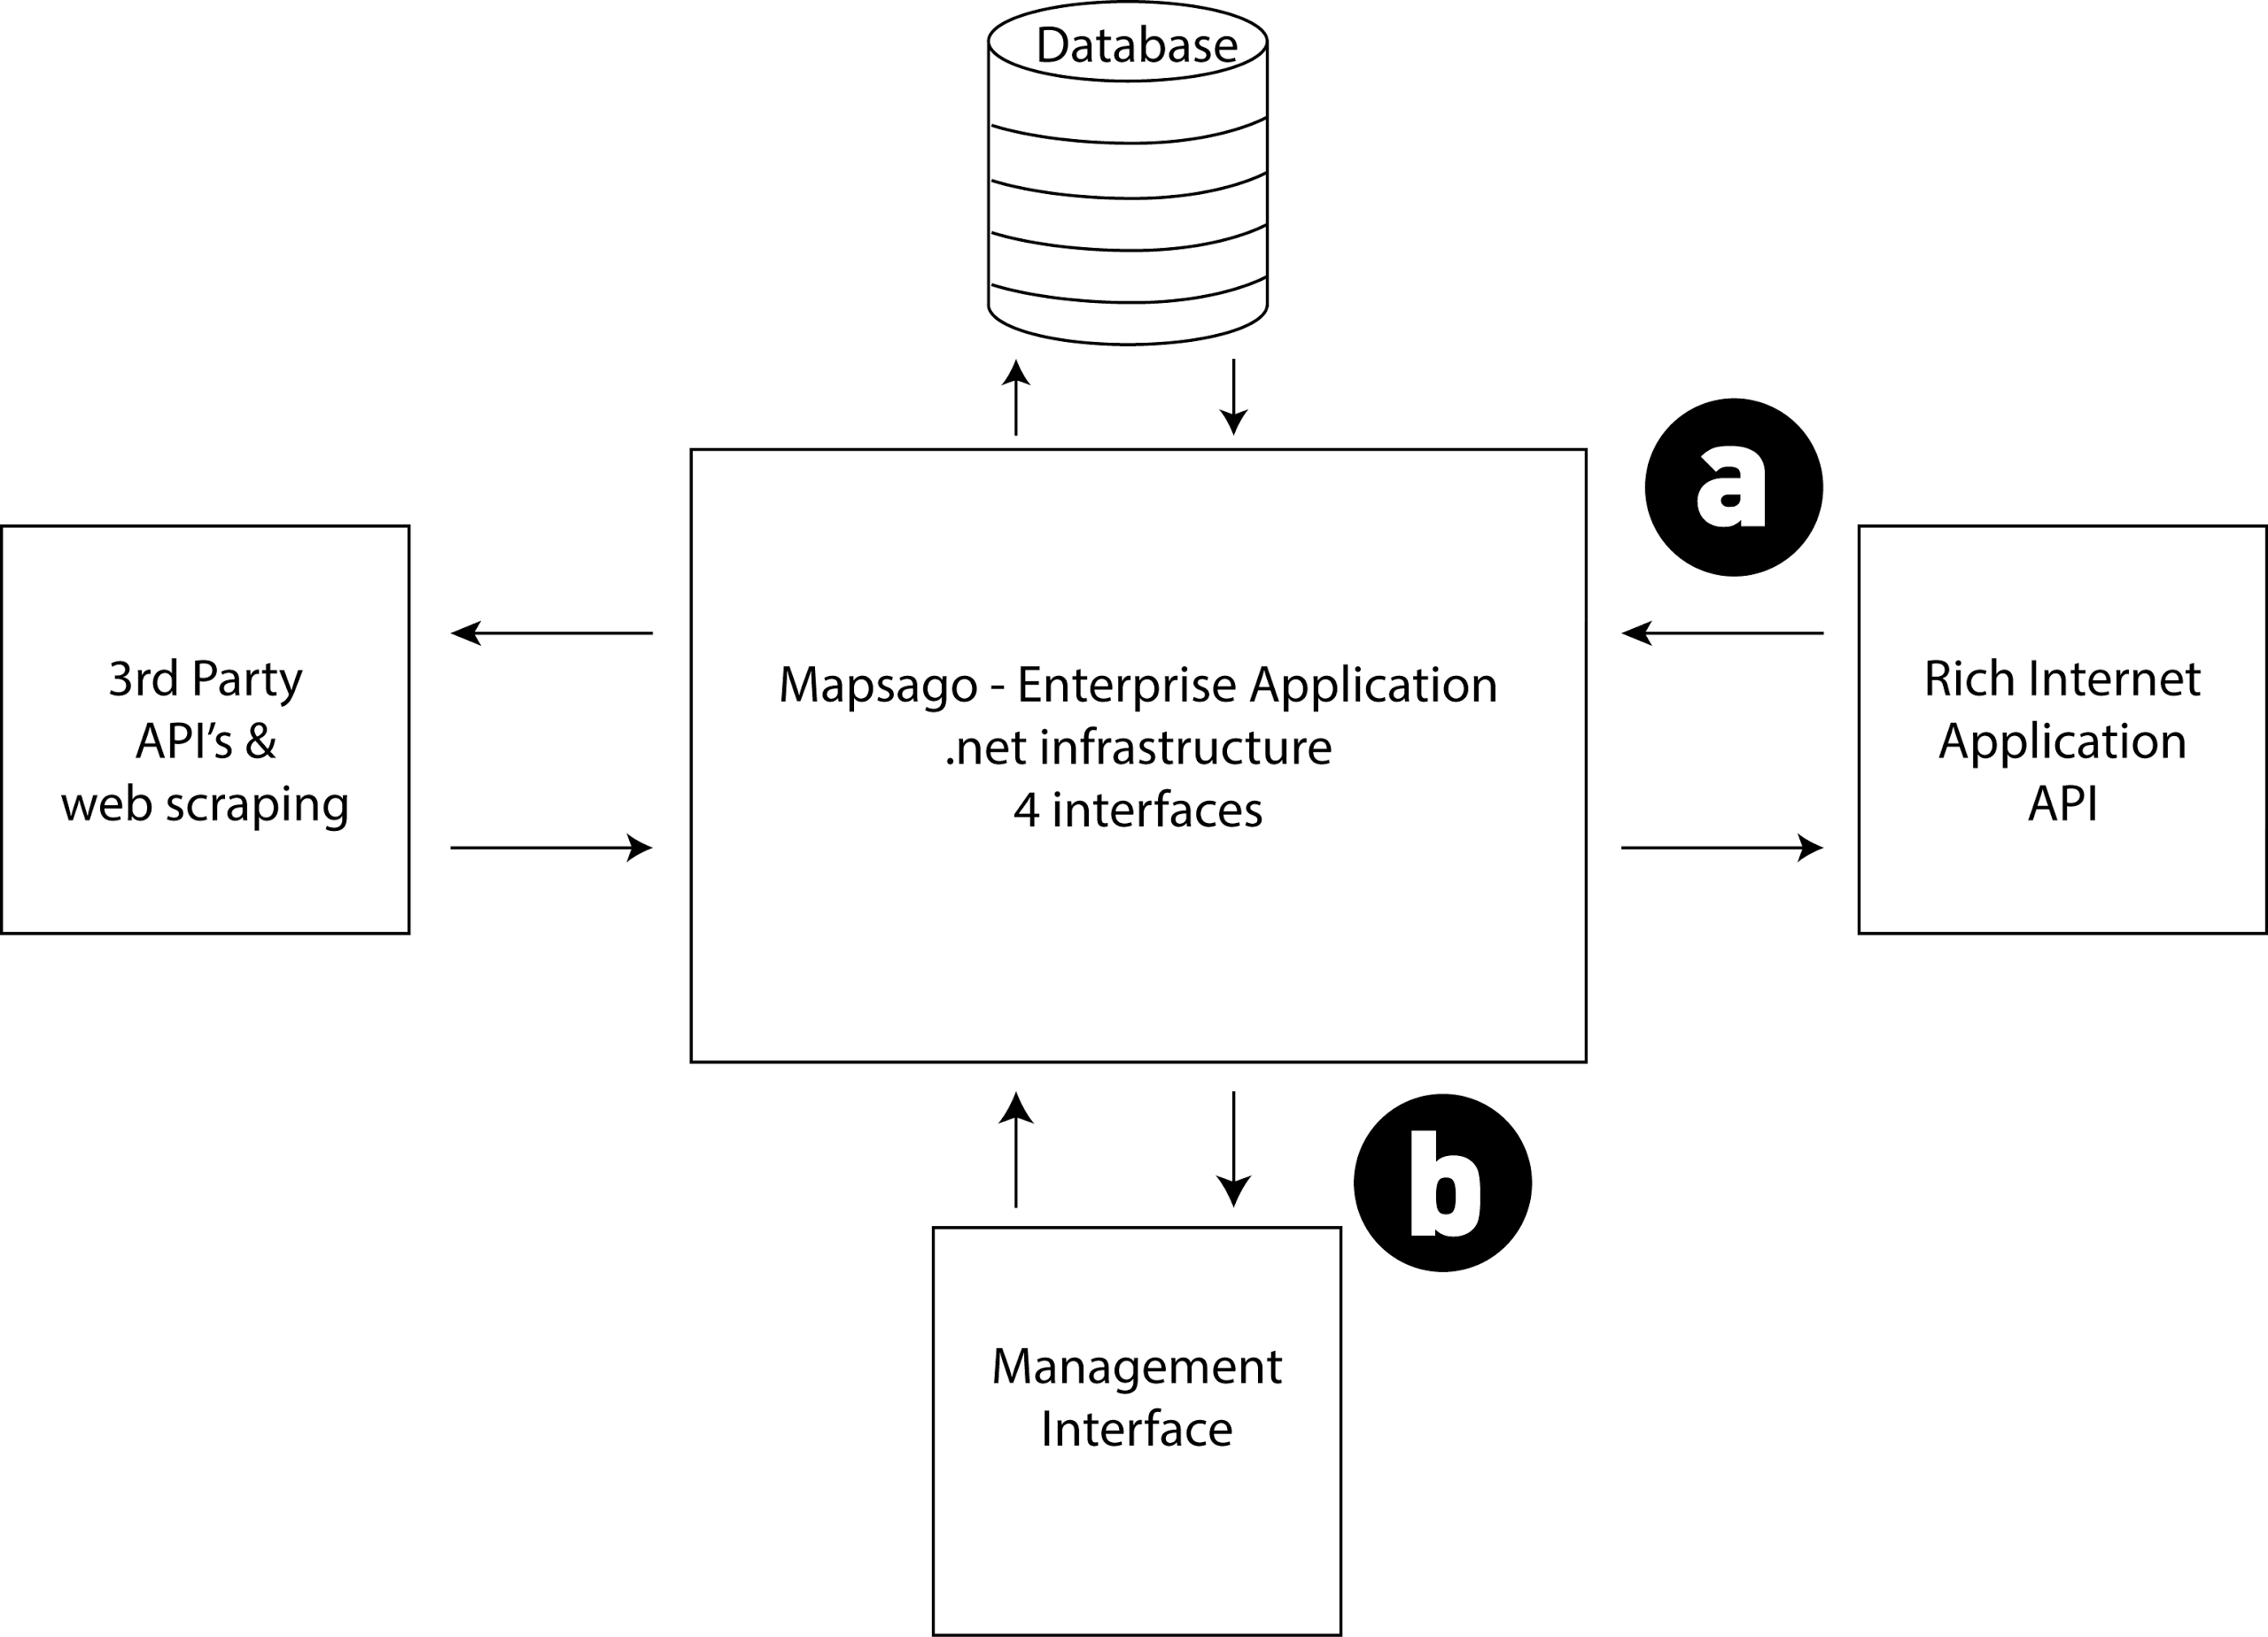 Database
a
3rd Party
API's &
web scraping
Mapsago - Enterprise Application
.net infrastructure
4 interfaces
Rich Internet
Application
API
b
Management
Interface